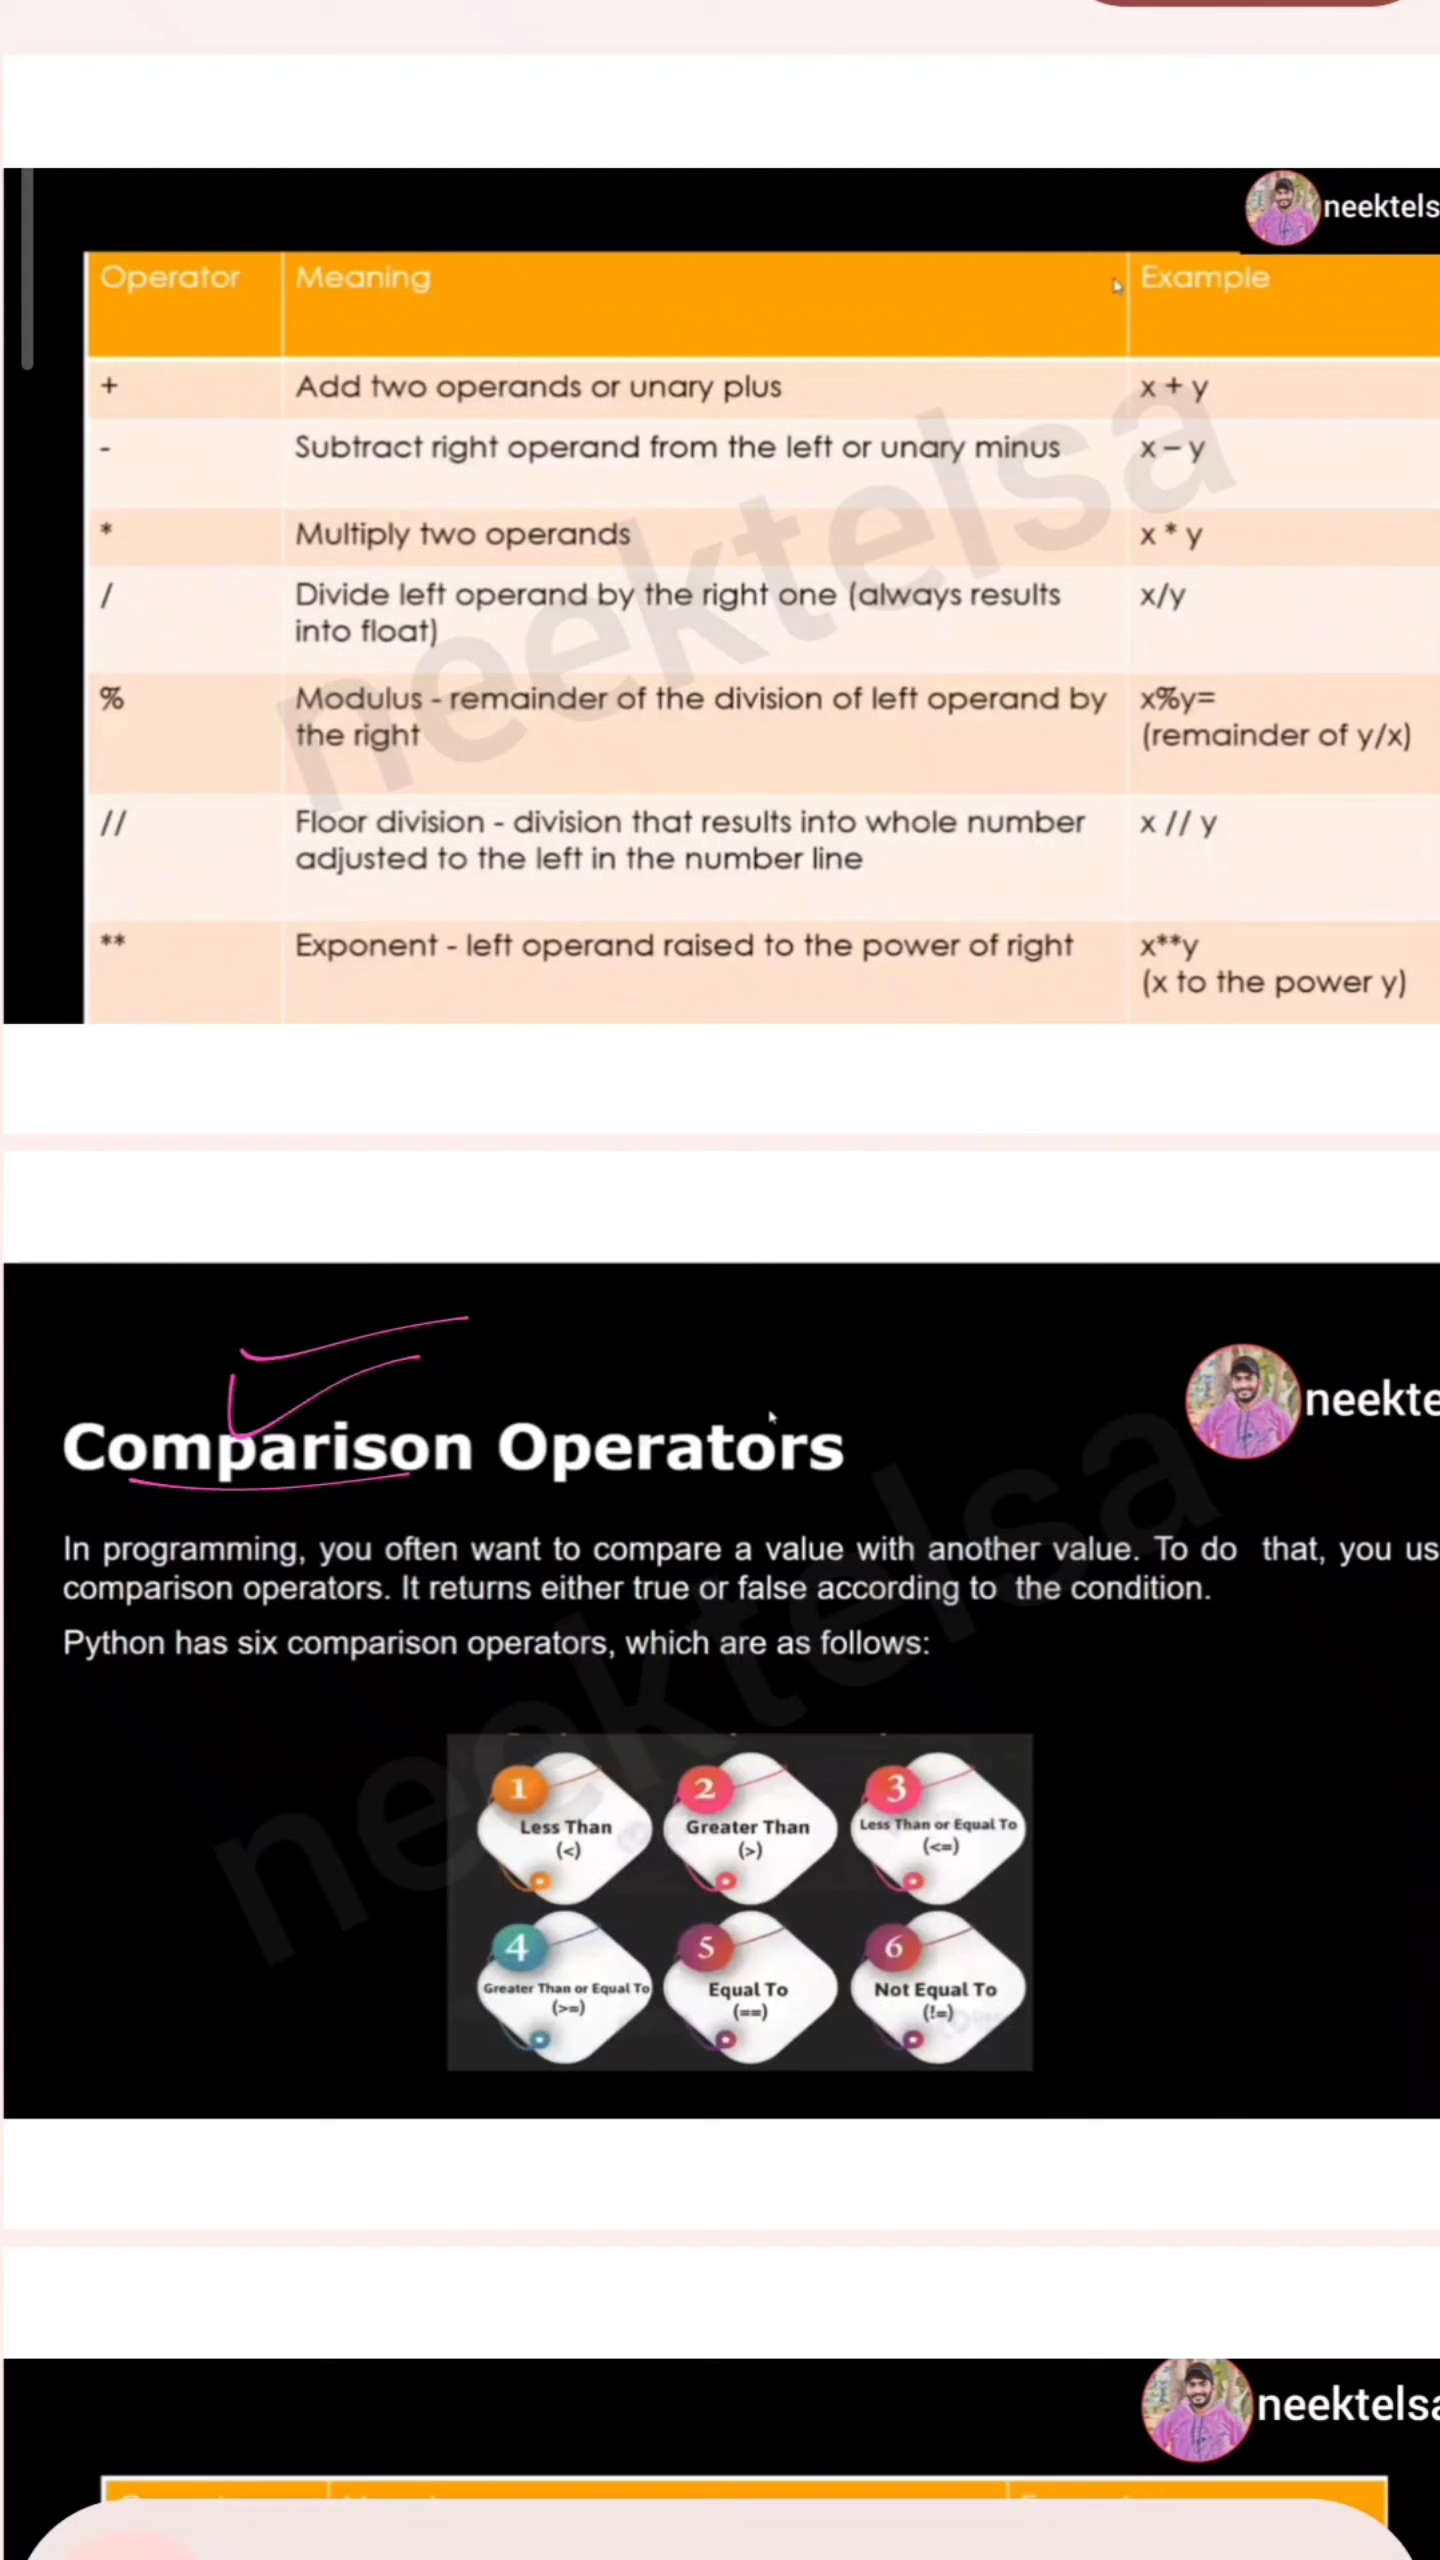 neektels
Operator Meaning Example
+ Add two operands or unary plus x + y
- Subtract right operand from the left or unary minus x – y
* Multiply two operands x * y
/ Divide left operand by the right one (always results x/y
into float)
% Modulus - remainder of the division of left operand by x%y=
the right (remainder of y/x)
// Floor division - division that results into whole number x // y
adjusted to the left in the number line
** Exponent - left operand raised to the power of right x**y
(x to the power y)
neektelsa
neekte
Comparison Operators
In programming, you often want to compare a value with another value. To do that, you us
comparison operators. It returns either true or false according to the condition.
Python has six comparison operators, which are as follows:
1 2 3
Less Than Greater Than Less Than or Equal To
(<) (>) (<=)
4 5 6
Greater Than or Equal To Equal To Not Equal To
(>=) (==) (!=)
neektelsa
neektelsa